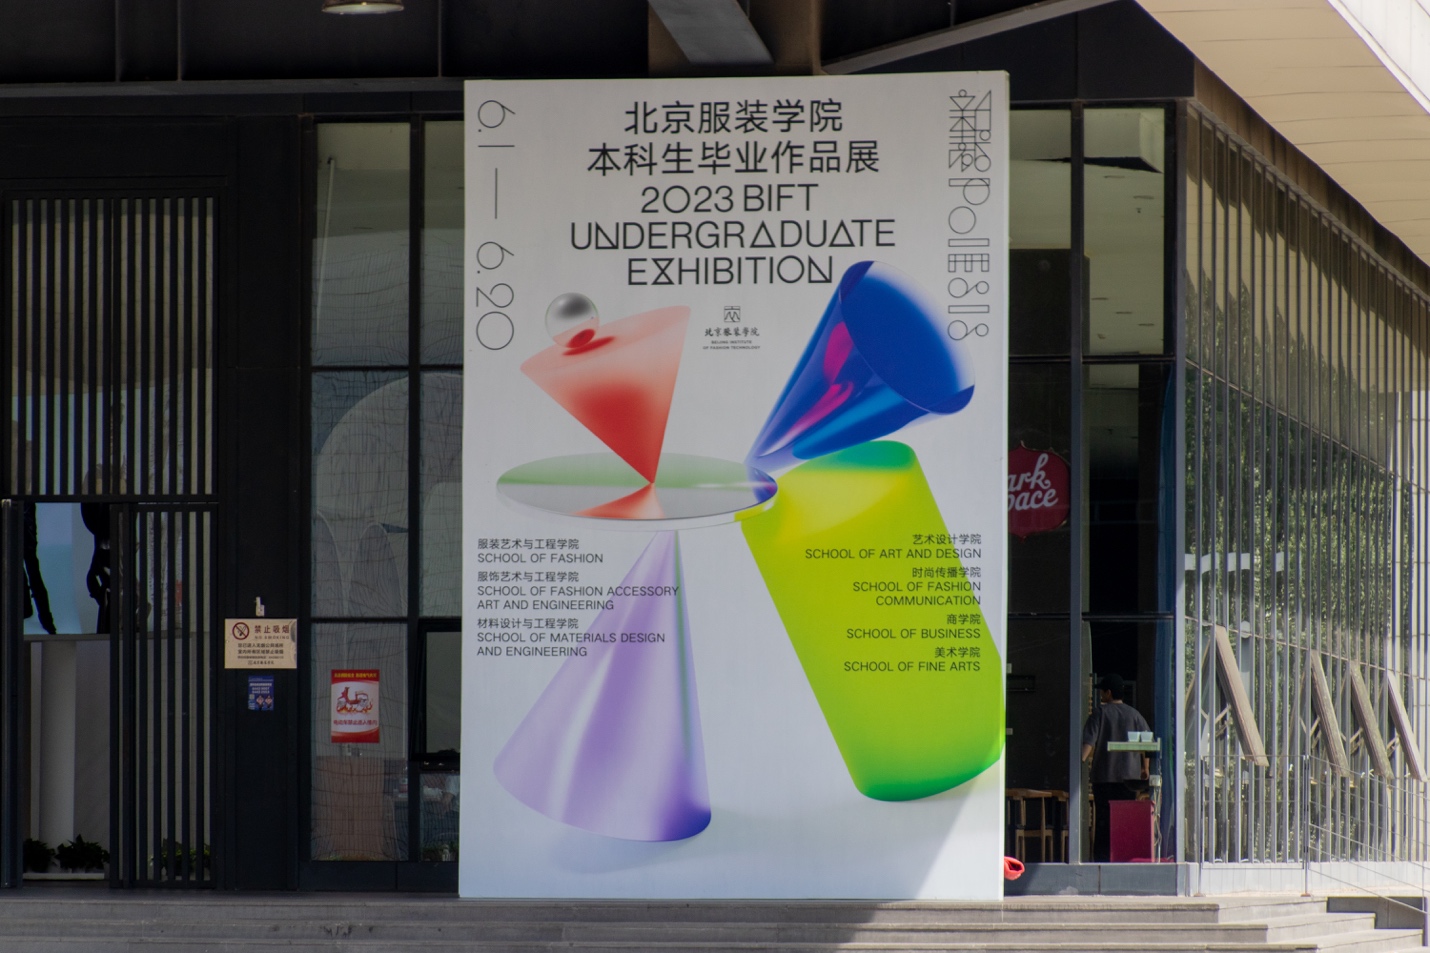 6.1—6.20
北京服装学院
本科生毕业作品展
2023 BIFT
UNDERGRADUATE
EXHIBITION
北京服装学院
BEIJING INSTITUTE
OF FASHION TECHNOLOGY
服装艺术与工程学院
SCHOOL OF FASHION
服饰艺术与工程学院
SCHOOL OF FASHION ACCESSORY
ART AND ENGINEERING
材料设计与工程学院
SCHOOL OF MATERIALS DESIGN
AND ENGINEERING
艺术设计学院
SCHOOL OF ART AND DESIGN
时尚传播学院
SCHOOL OF FASHION
COMMUNICATION
商学院
SCHOOL OF BUSINESS
美术学院
SCHOOL OF FINE ARTS
ark
pace
禁止吸烟
NO SMOKING